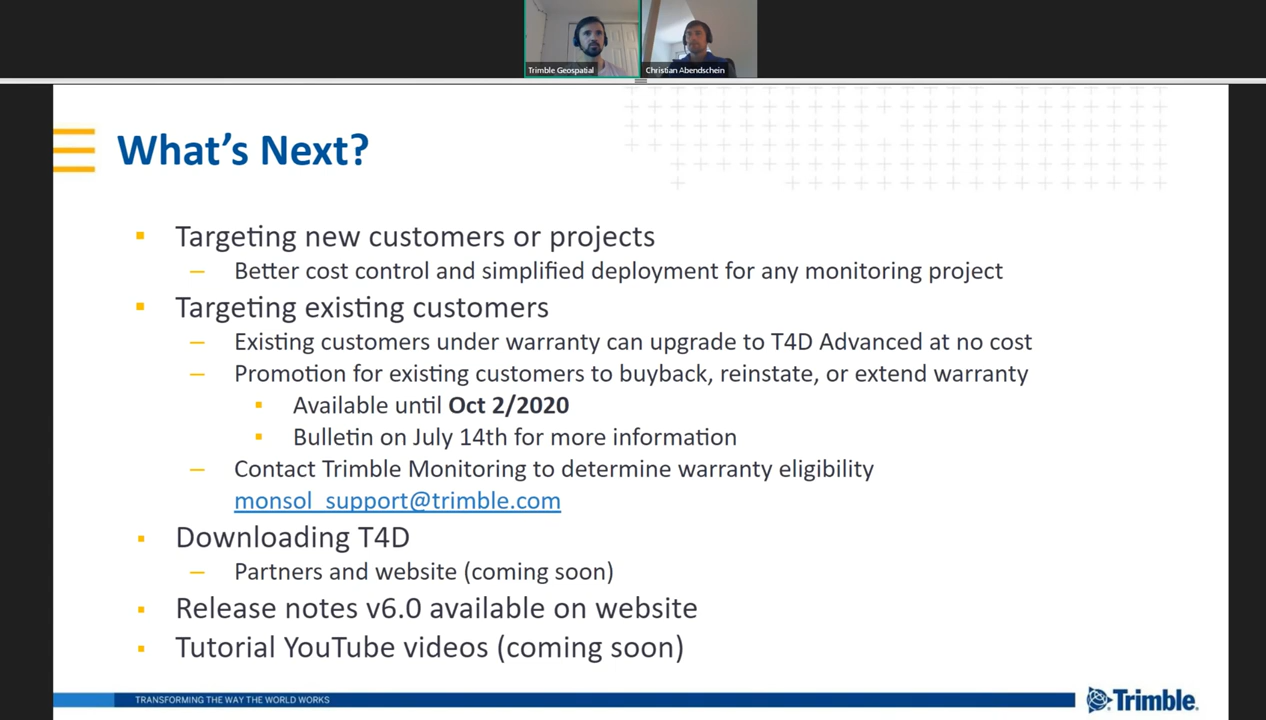 Trimble Geospatial
Christian Abendschein
What's Next?
Targeting new customers or projects
Better cost control and simplified deployment for any monitoring project
Targeting existing customers
Existing customers under warranty can upgrade to T4D Advanced at no cost
Promotion for existing customers to buyback, reinstate, or extend warranty
Available until Oct 2/2020
Bulletin on July 14th for more information
Contact Trimble Monitoring to determine warranty eligibility
monsol_support@trimble.com
Downloading T4D
Partners and website (coming soon)
Release notes v6.0 available on website
Tutorial YouTube videos (coming soon)
TRANSFORMING THE WAY THE WORLD WORKS
Trimble